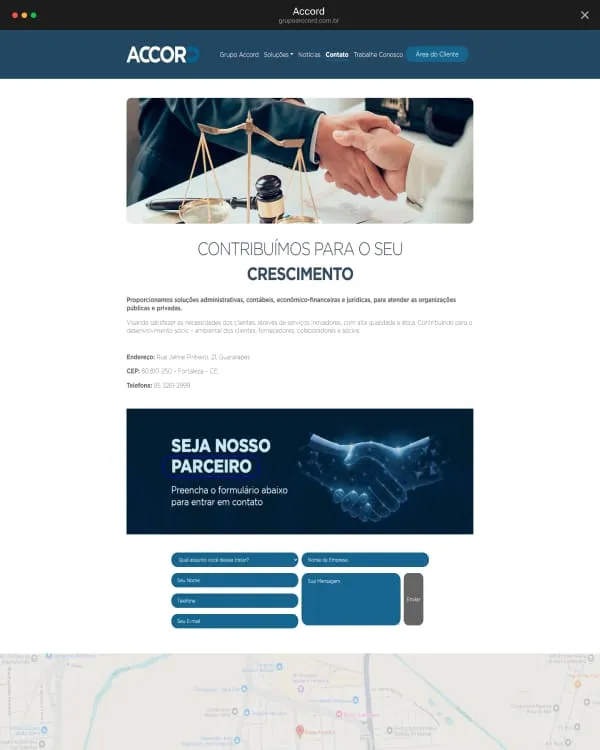 Accord
grupoaccord.com.br
ACCORD
Grupo Accord Soluções Notícias Contato Trabalhe Conosco Área do Cliente
CONTRIBUÍMOS PARA O SEU
CRESCIMENTO
Proporcionamos soluções administrativas, contábeis, econômico-financeiras e jurídicas, para atender as organizações
públicas e privadas.
Visando satisfazer as necessidades dos clientes, através de serviços inovadores, com alta qualidade e ética. Contribuindo para o
desenvolvimento sócio - ambiental dos clientes, fornecedores, colaboradores e sócios.
Endereço: Rua Jaime Pinheiro, 21, Guararapes
CEP: 60.810-250 - Fortaleza - CE
Telefone: 85 3261-2999
SEJA NOSSO
PARCEIRO
Preencha o formulário abaixo
para entrar em contato
Qual assunto você deseja tratar?
Nome da Empresa
Seu Nome
Sua Mensagem
Telefone
Enviar
Seu E-mail